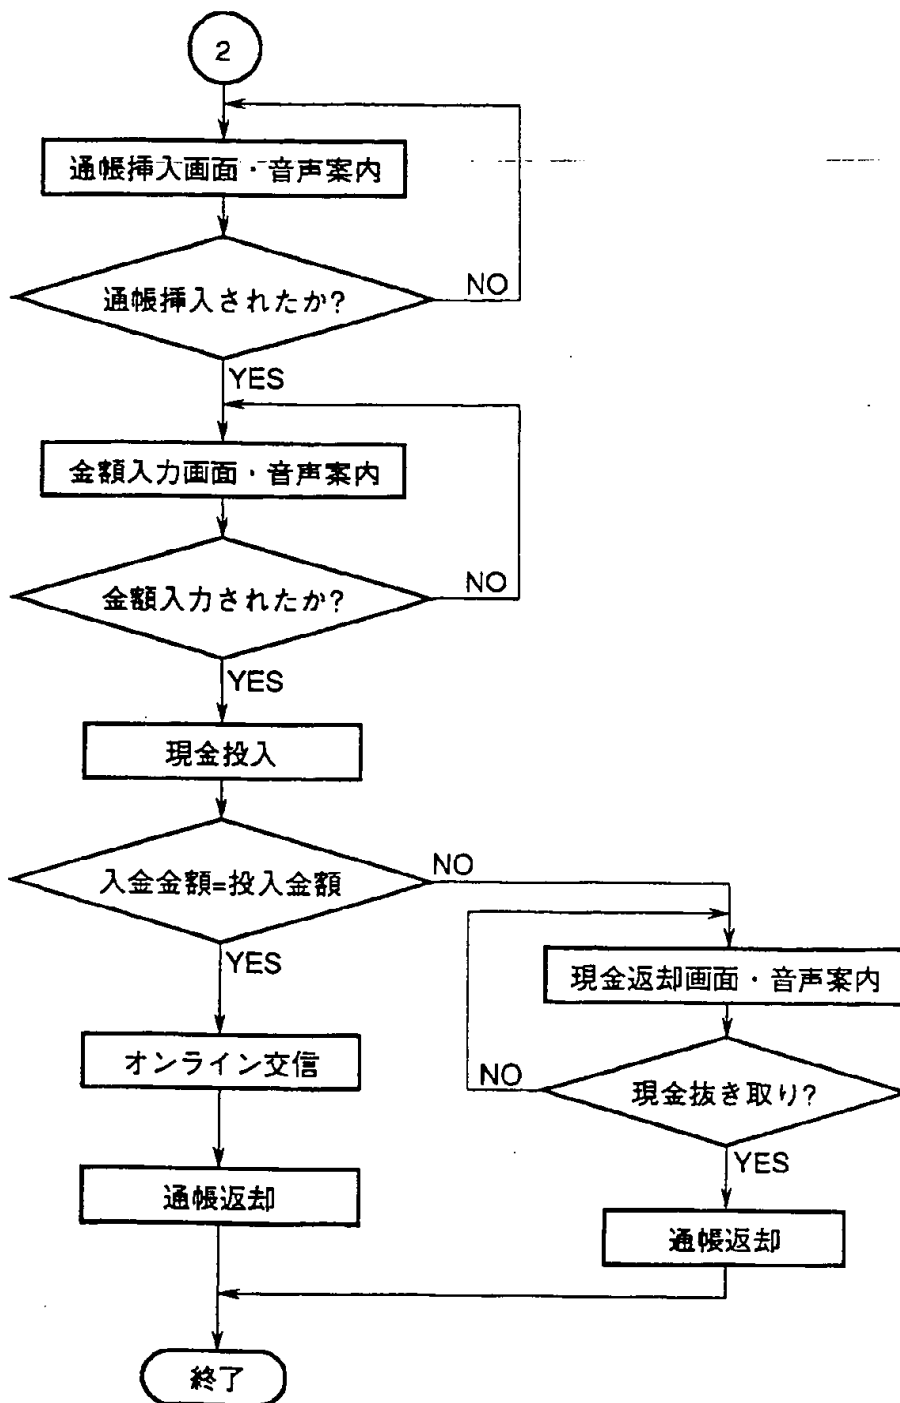 2
通帳挿入画面・音声案内
通帳挿入されたか?
NO
YES
金額入力画面・音声案内
金額入力されたか?
NO
YES
現金投入
入金金額=投入金額
NO
YES
現金返却画面・音声案内
オンライン交信
現金抜き取り?
NO
YES
通帳返却
通帳返却
終了